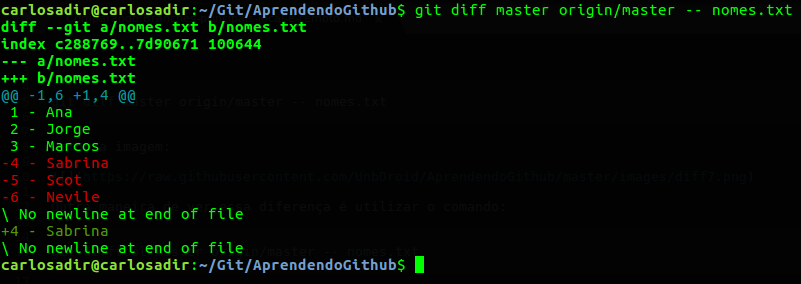 carlosadir@carlosadir:~/Git/AprendendoGithub$ git diff master origin/master -- nomes.txt
diff --git a/nomes.txt b/nomes.txt
index c288769..7d90671 100644
--- a/nomes.txt
+++ b/nomes.txt
@@ -1,6 +1,4 @@
 1 - Ana
 2 - Jorge
 3 - Marcos
-4 - Sabrina
-5 - Scot
-6 - Nevile
\ No newline at end of file
+4 - Sabrina
\ No newline at end of file
carlosadir@carlosadir:~/Git/AprendendoGithub$